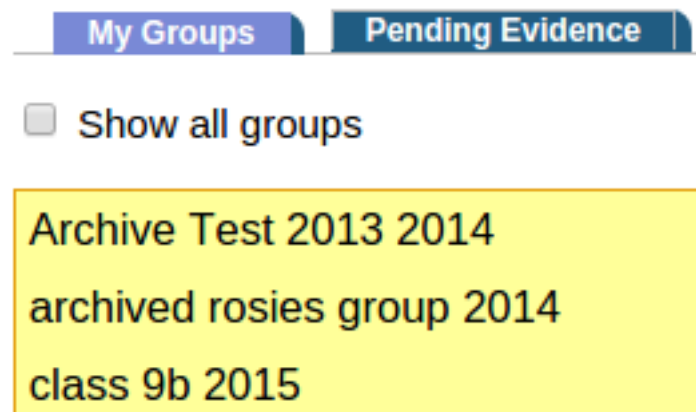 My Groups Pending Evidence
Show all groups
Archive Test 2013 2014
archived rosies group 2014
class 9b 2015